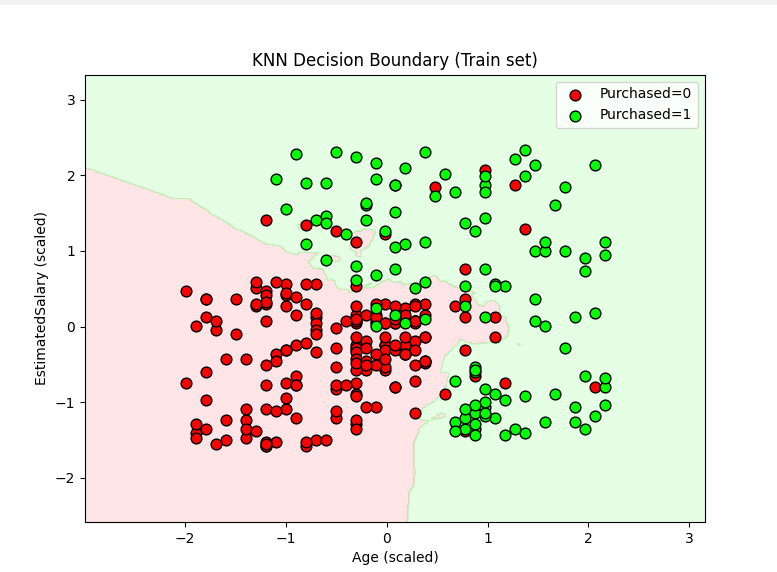 KNN Decision Boundary (Train set)
Purchased=0
Purchased=1
EstimatedSalary (scaled)
3
2
1
0
−1
−2
−2
−1
0
1
2
3
Age (scaled)